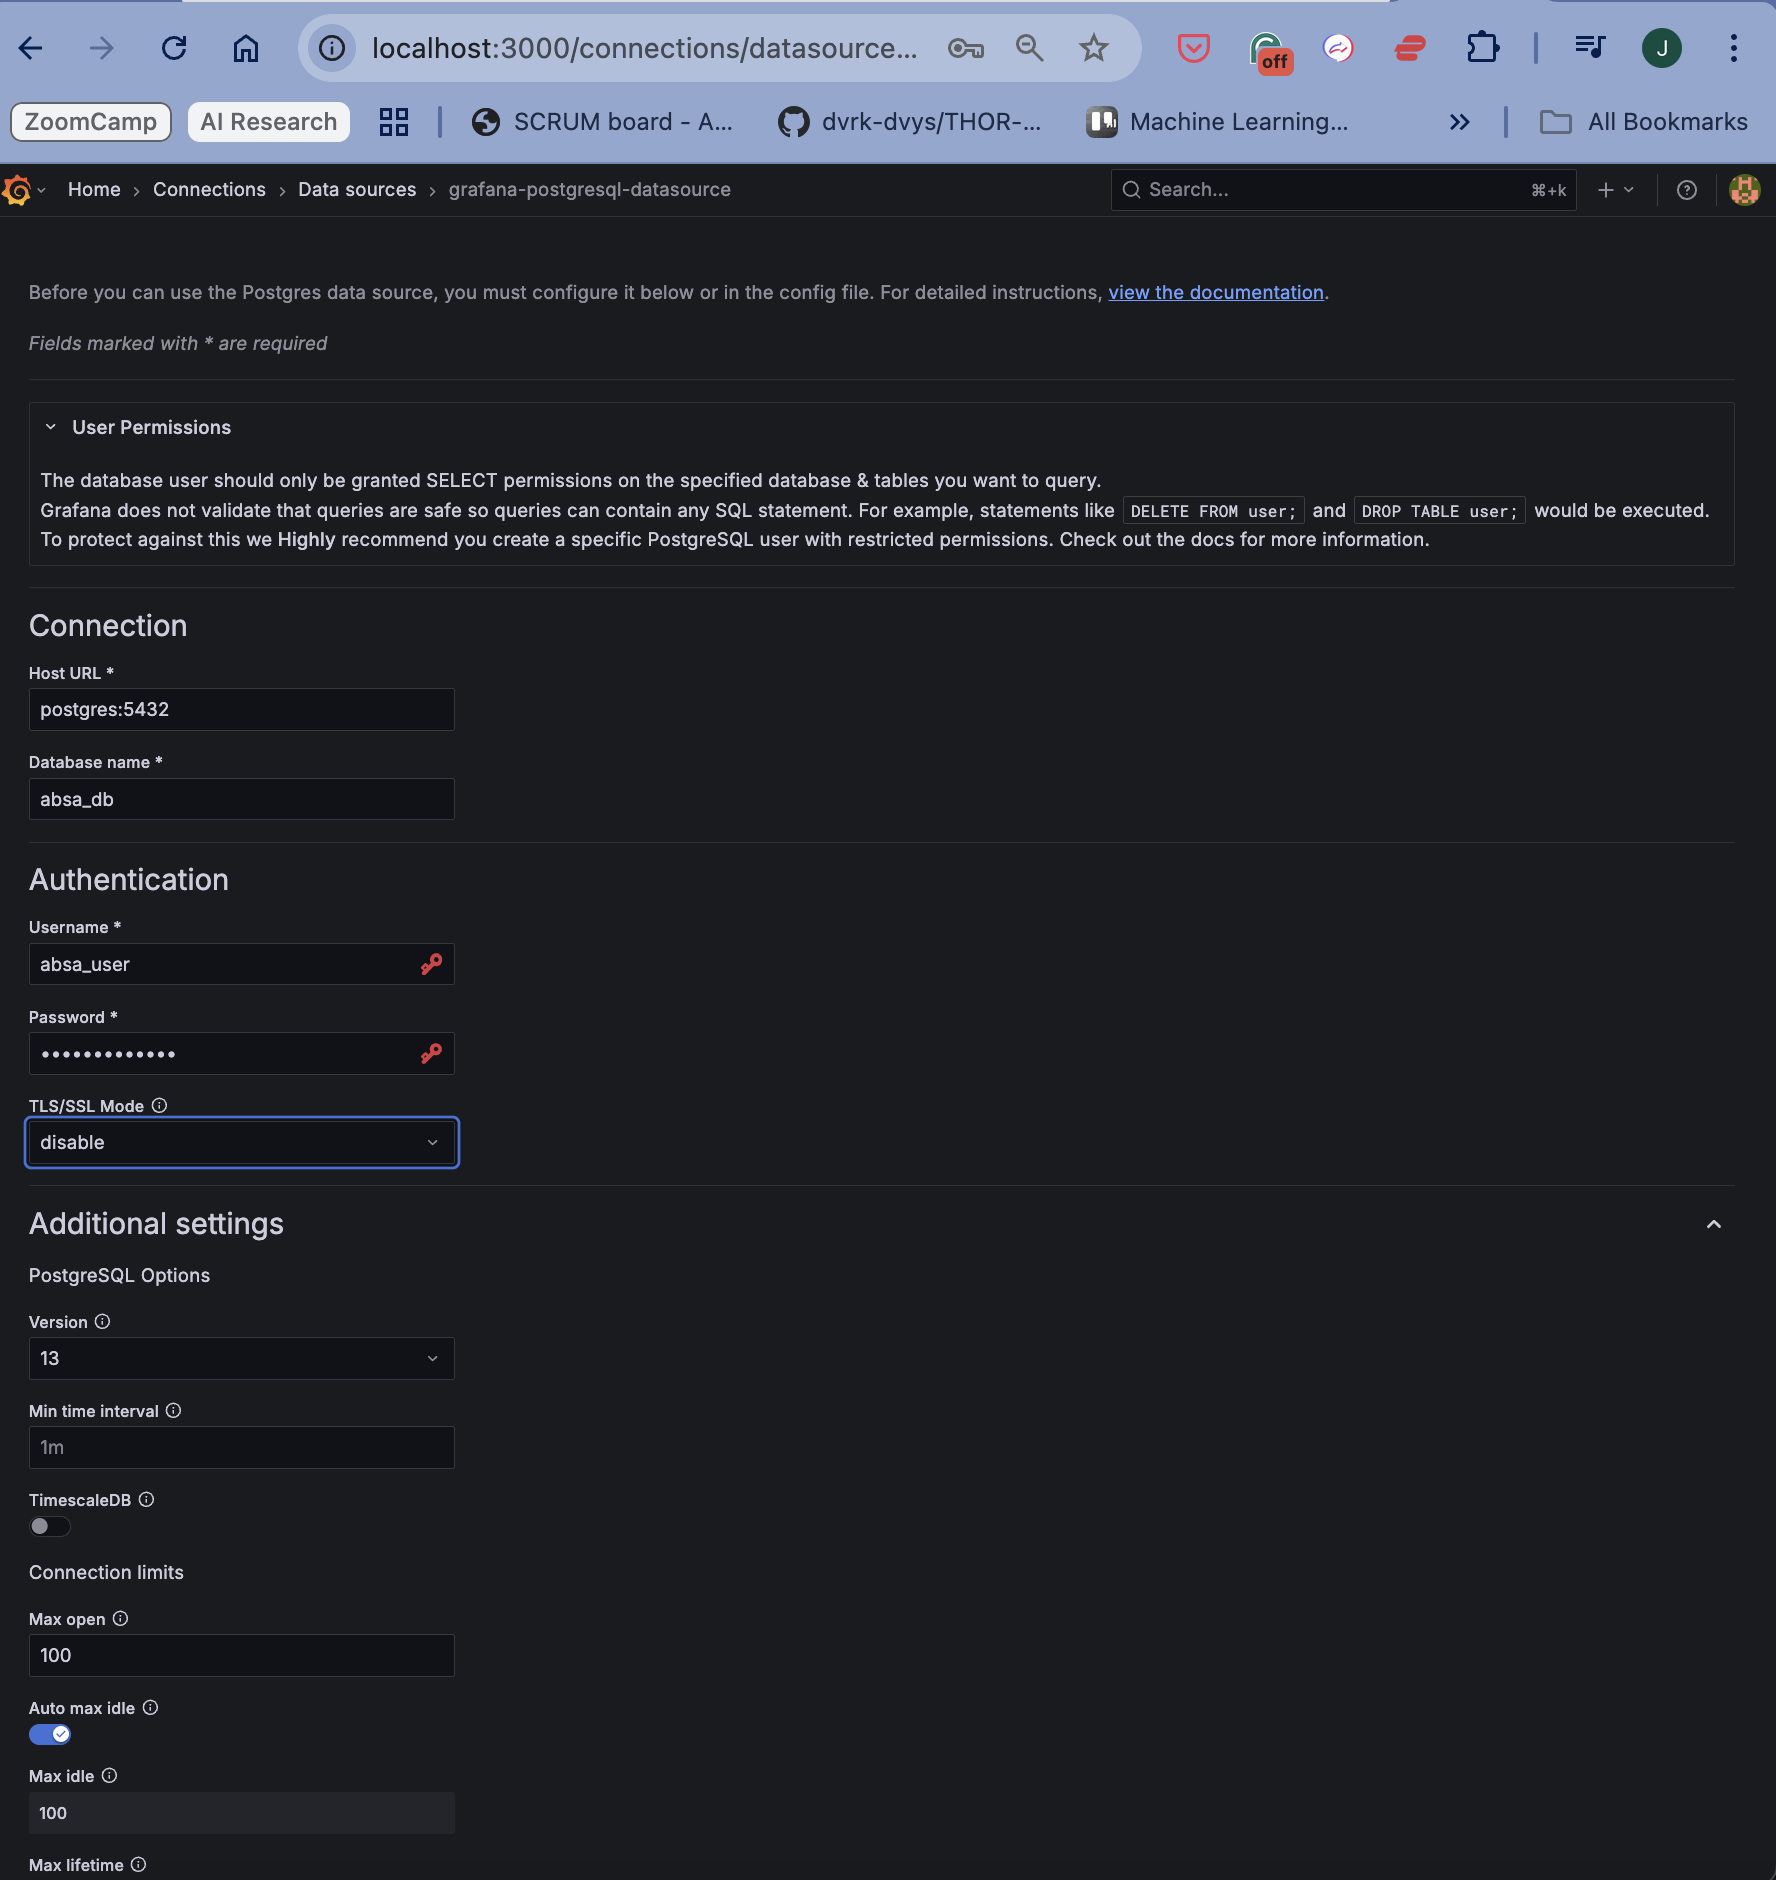 localhost:3000/connections/datasource...
off
J
ZoomCamp
AI Research
SCRUM board - A...
dvrk-dvys/THOR-...
Machine Learning...
All Bookmarks
Home
Connections
Data sources
grafana-postgresql-datasource
Search...
⌘+k
Before you can use the Postgres data source, you must configure it below or in the config file. For detailed instructions, view the documentation.
Fields marked with * are required
User Permissions
The database user should only be granted SELECT permissions on the specified database & tables you want to query.
Grafana does not validate that queries are safe so queries can contain any SQL statement. For example, statements like DELETE FROM user; and DROP TABLE user; would be executed.
To protect against this we Highly recommend you create a specific PostgreSQL user with restricted permissions. Check out the docs for more information.
Connection
Host URL *
postgres:5432
Database name *
absa_db
Authentication
Username *
absa_user
Password *
•••••••••••••
TLS/SSL Mode
disable
Additional settings
PostgreSQL Options
Version
13
Min time interval
1m
TimescaleDB
Connection limits
Max open
100
Auto max idle
Max idle
100
Max lifetime